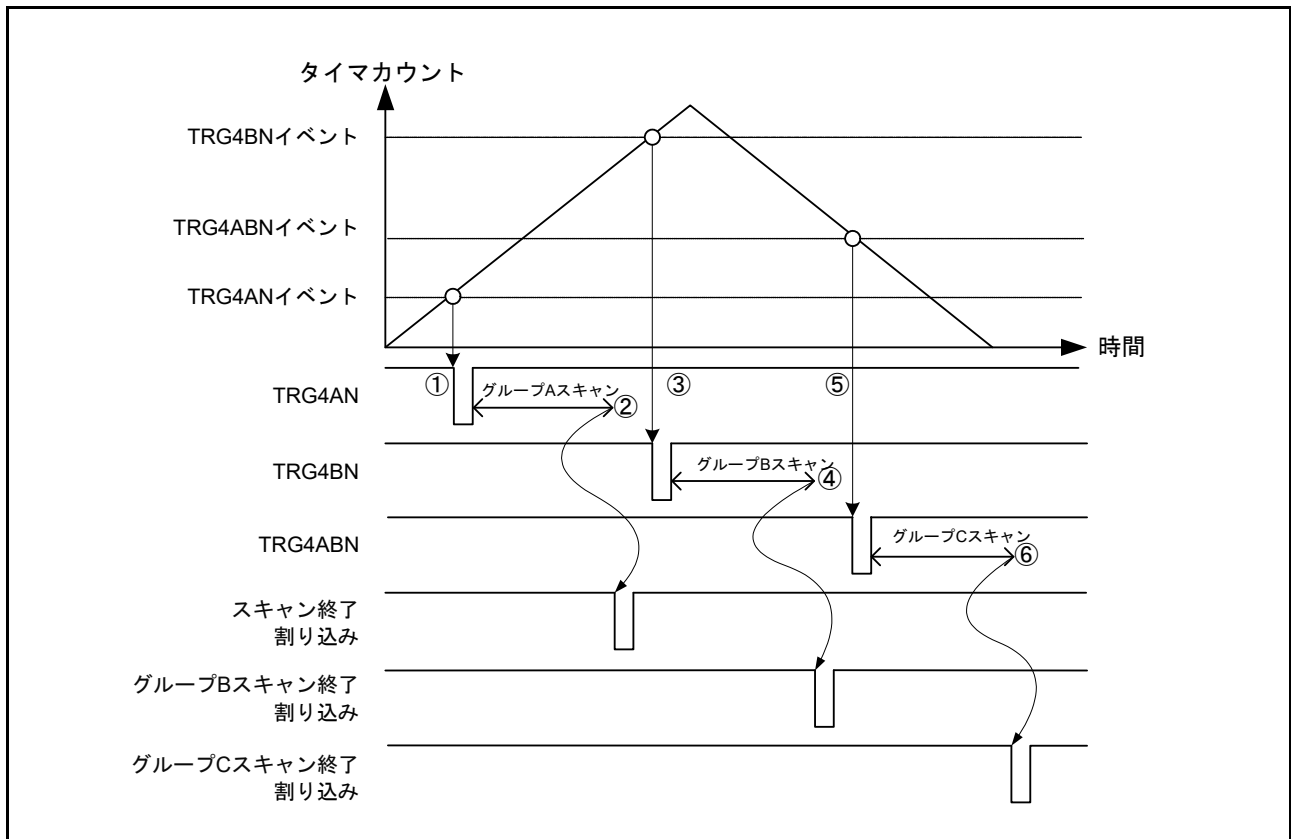 タイマカウント
TRG4BNイベント
TRG4ABNイベント
TRG4ANイベント
時間
TRG4AN
①
グループAスキャン
②
③
⑤
TRG4BN
グループBスキャン
④
TRG4ABN
グループCスキャン
⑥
スキャン終了
割り込み
グループBスキャン終了
割り込み
グループCスキャン終了
割り込み